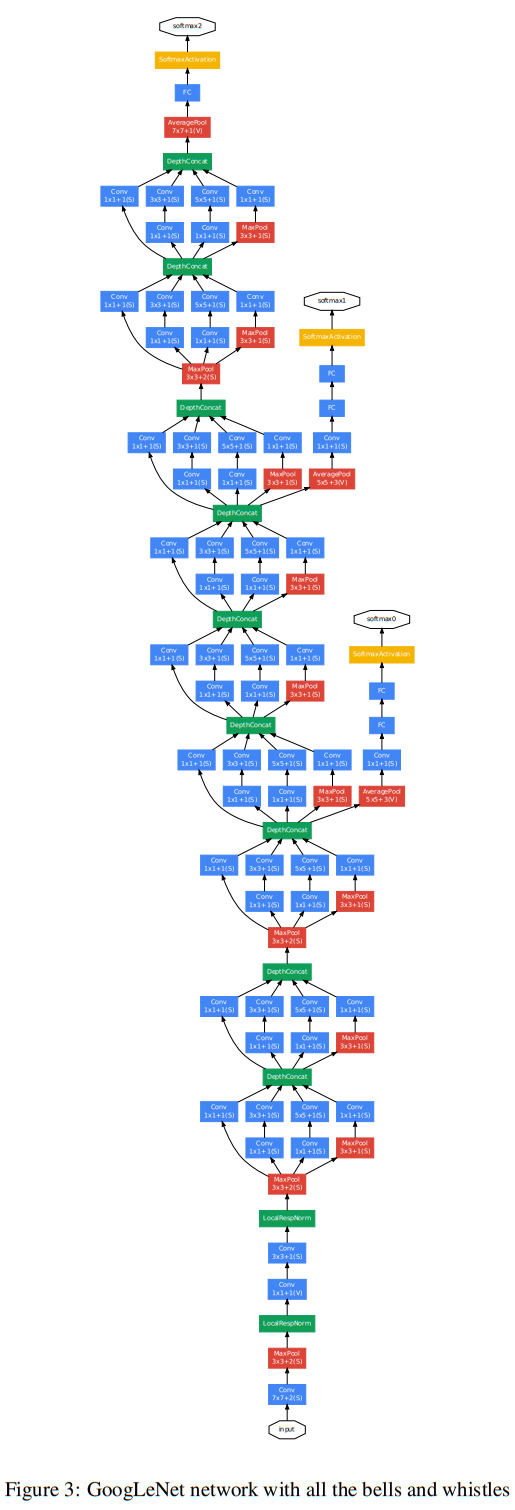 softmax2
SoftmaxActivation
FC
AveragePool
7x7+1(V)
DepthConcat
Conv Conv Conv Conv
1x1+1(S) 3x3+1(S) 5x5+1(S) 1x1+1(S)
Conv Conv MaxPool
1x1+1(S) 1x1+1(S) 3x3+1(S)
DepthConcat
Conv Conv Conv Conv
1x1+1(S) 3x3+1(S) 5x5+1(S) 1x1+1(S)
softmax1
SoftmaxActivation
Conv Conv MaxPool
1x1+1(S) 1x1+1(S) 3x3+1(S)
MaxPool
3x3+2(S)
FC
DepthConcat
FC
Conv Conv Conv Conv Conv
1x1+1(S) 3x3+1(S) 5x5+1(S) 1x1+1(S) 1x1+1(S)
Conv Conv MaxPool AveragePool
1x1+1(S) 1x1+1(S) 3x3+1(S) 5x5+3(V)
DepthConcat
Conv Conv Conv Conv
1x1+1(S) 3x3+1(S) 5x5+1(S) 1x1+1(S)
Conv Conv MaxPool
1x1+1(S) 1x1+1(S) 3x3+1(S)
DepthConcat
softmax0
Conv Conv Conv Conv
1x1+1(S) 3x3+1(S) 5x5+1(S) 1x1+1(S)
SoftmaxActivation
Conv Conv MaxPool
1x1+1(S) 1x1+1(S) 3x3+1(S)
FC
DepthConcat
FC
Conv Conv Conv Conv Conv
1x1+1(S) 3x3+1(S) 5x5+1(S) 1x1+1(S) 1x1+1(S)
Conv Conv MaxPool AveragePool
1x1+1(S) 1x1+1(S) 3x3+1(S) 5x5+3(V)
DepthConcat
Conv Conv Conv Conv
1x1+1(S) 3x3+1(S) 5x5+1(S) 1x1+1(S)
Conv Conv MaxPool
1x1+1(S) 1x1+1(S) 3x3+1(S)
MaxPool
3x3+2(S)
DepthConcat
Conv Conv Conv Conv
1x1+1(S) 3x3+1(S) 5x5+1(S) 1x1+1(S)
Conv Conv MaxPool
1x1+1(S) 1x1+1(S) 3x3+1(S)
DepthConcat
Conv Conv Conv Conv
1x1+1(S) 3x3+1(S) 5x5+1(S) 1x1+1(S)
Conv Conv MaxPool
1x1+1(S) 1x1+1(S) 3x3+1(S)
MaxPool
3x3+2(S)
LocalRespNorm
Conv
3x3+1(S)
Conv
1x1+1(V)
LocalRespNorm
MaxPool
3x3+2(S)
Conv
7x7+2(S)
input
Figure 3: GoogLeNet network with all the bells and whistles